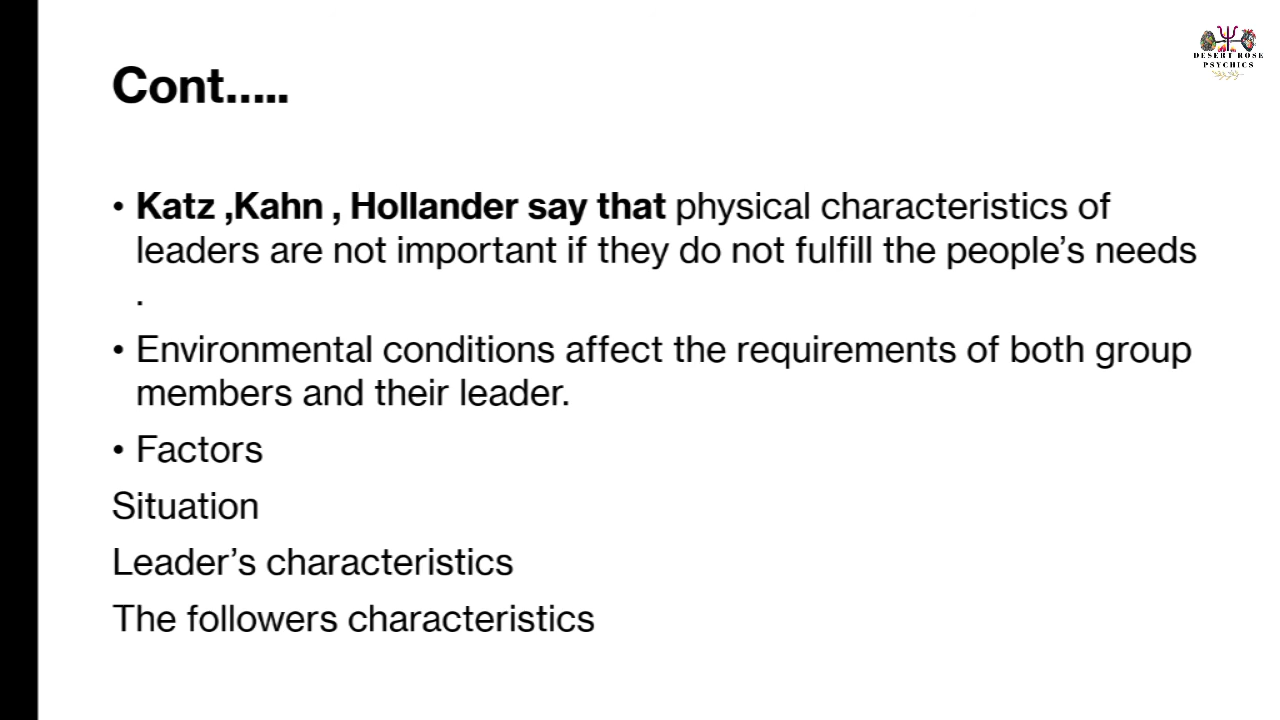 DESERT ROSE
PSYCHICS
Cont.....
• Katz ,Kahn , Hollander say that physical characteristics of
leaders are not important if they do not fulfill the people’s needs
.
• Environmental conditions affect the requirements of both group
members and their leader.
• Factors
Situation
Leader’s characteristics
The followers characteristics